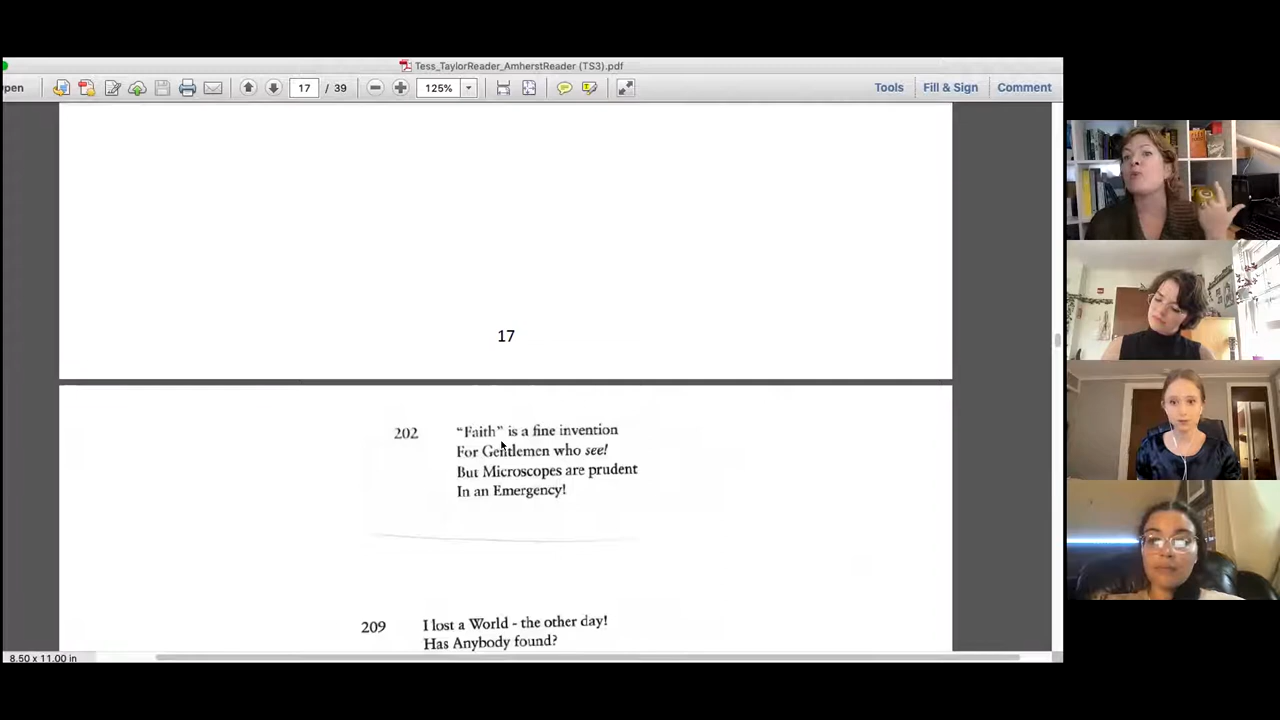 Tess_TaylorReader_AmherstReader (TS3).pdf
pen
17 / 39
125%
Tools
Fill & Sign
Comment
17
202 “Faith” is a fine invention
For Gentlemen who see!
But Microscopes are prudent
In an Emergency!
209 I lost a World - the other day!
Has Anybody found?
8.50 x 11.00 in